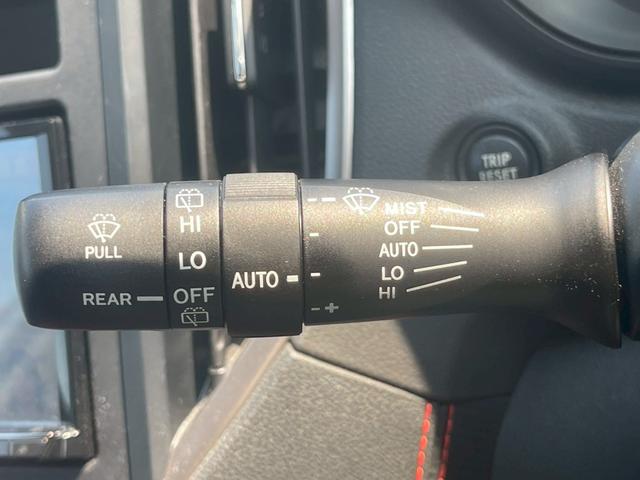 TRIP
RESET
PULL
REAR
HI
LO
OFF
AUTO
- +
MIST
OFF
AUTO
LO
HI